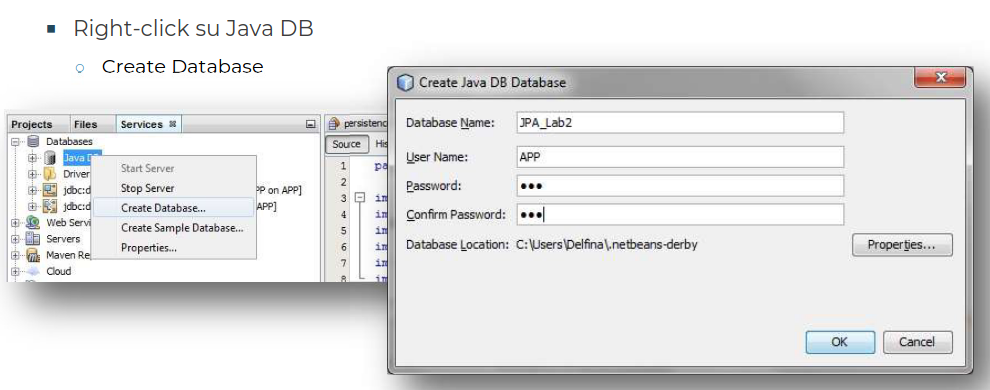 Right-click su Java DB
Create Database
Projects Files Services
Databases
Java D
Driver
jdbc:d
jdbc:d
Web Servi
Servers
Maven Re
Cloud
Start Server
Stop Server
Create Database...
Create Sample Database...
Properties...
PP on APP]
APP]
persistenc
Source His
1 pa
2
3 im
4 im
5 im
6 im
7 im
8 im
Create Java DB Database
Database Name: JPA_Lab2
User Name: APP
Password: ●●●
Confirm Password: ●●●
Database Location: C:\Users\Delfina\.netbeans-derby
Properties...
OK Cancel